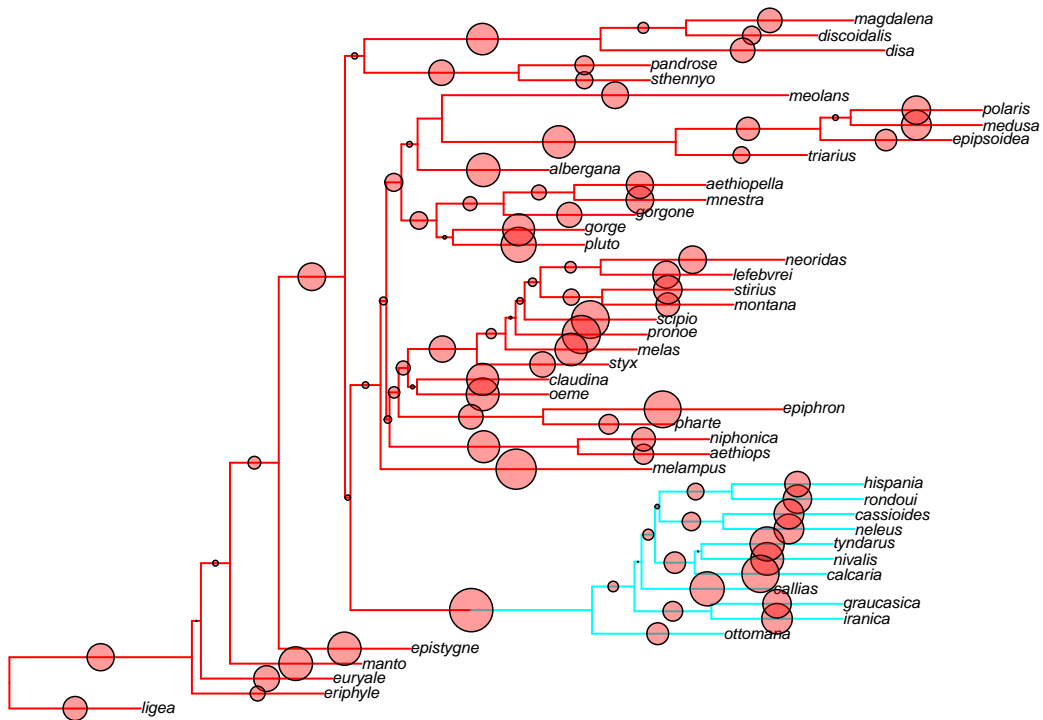 magdalena
discoidalis
disa
pandrose
sthennyo
meolans
polaris
medusa
epipsoidea
triarius
albergana
aethiopella
mnestra
gorgone
gorge
pluto
neoridas
lefebvrei
stirius
montana
scipio
pronoe
melas
styx
claudina
oeme
epiphron
pharte
niphonica
aethiops
melampus
hispania
rondoui
cassioides
neleus
tyndarus
nivalis
calcaria
callias
graucasica
iranica
ottomana
epistygne
manto
euryale
eriphyle
ligea